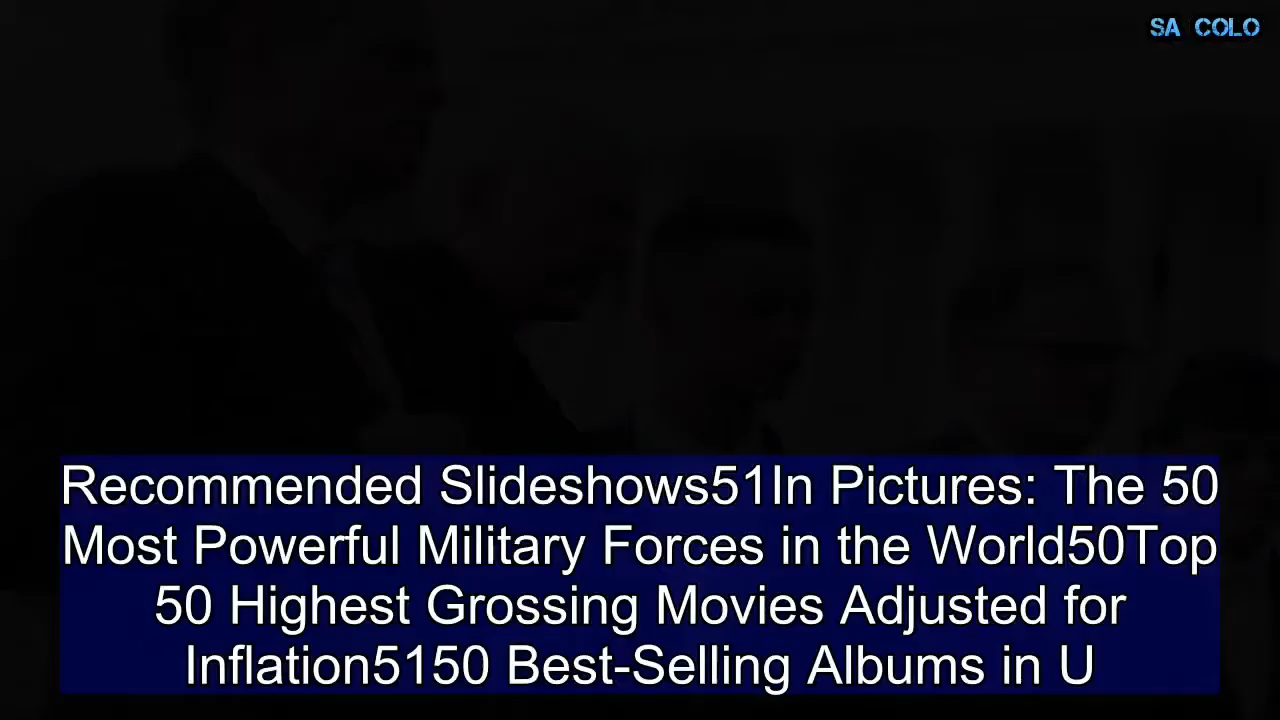 SA COLO
Recommended Slideshows51In Pictures: The 50
Most Powerful Military Forces in the World50Top
50 Highest Grossing Movies Adjusted for
Inflation5150 Best-Selling Albums in U